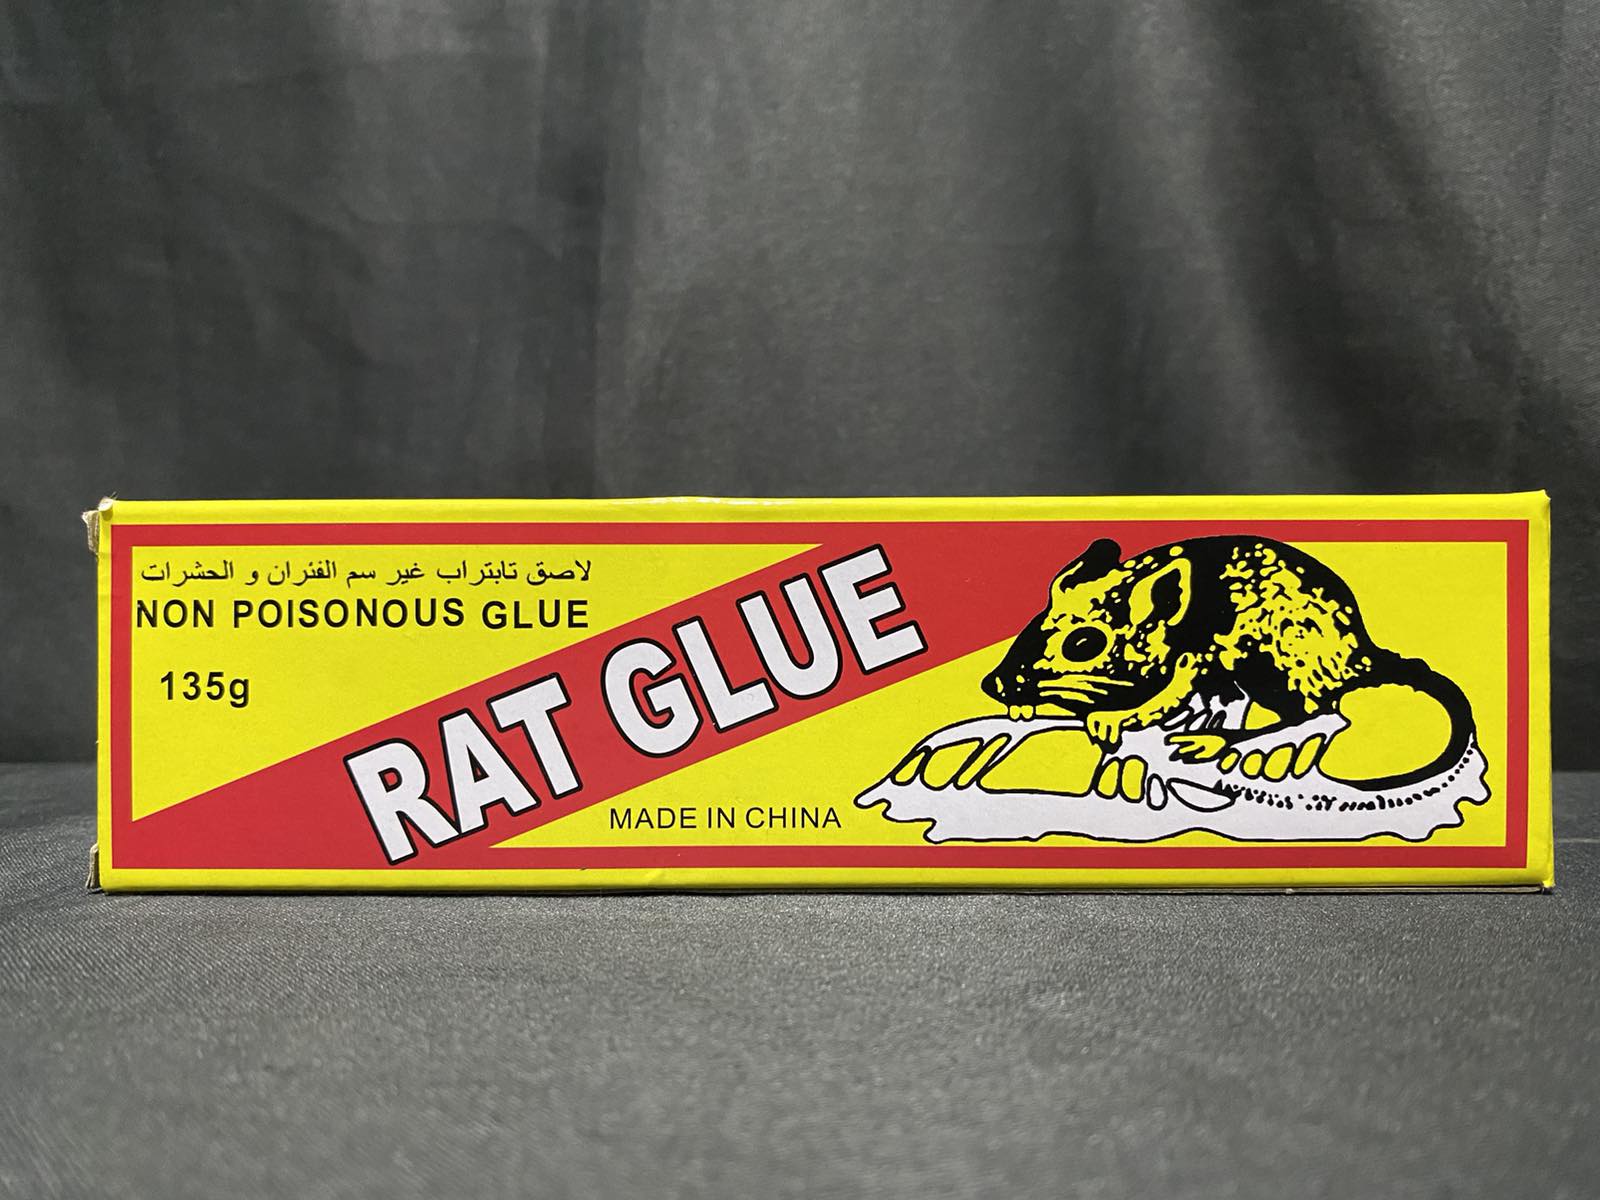 لاصق تابتراب غير سم الفئران و الحشرات
NON POISONOUS GLUE
135g
RAT GLUE
MADE IN CHINA